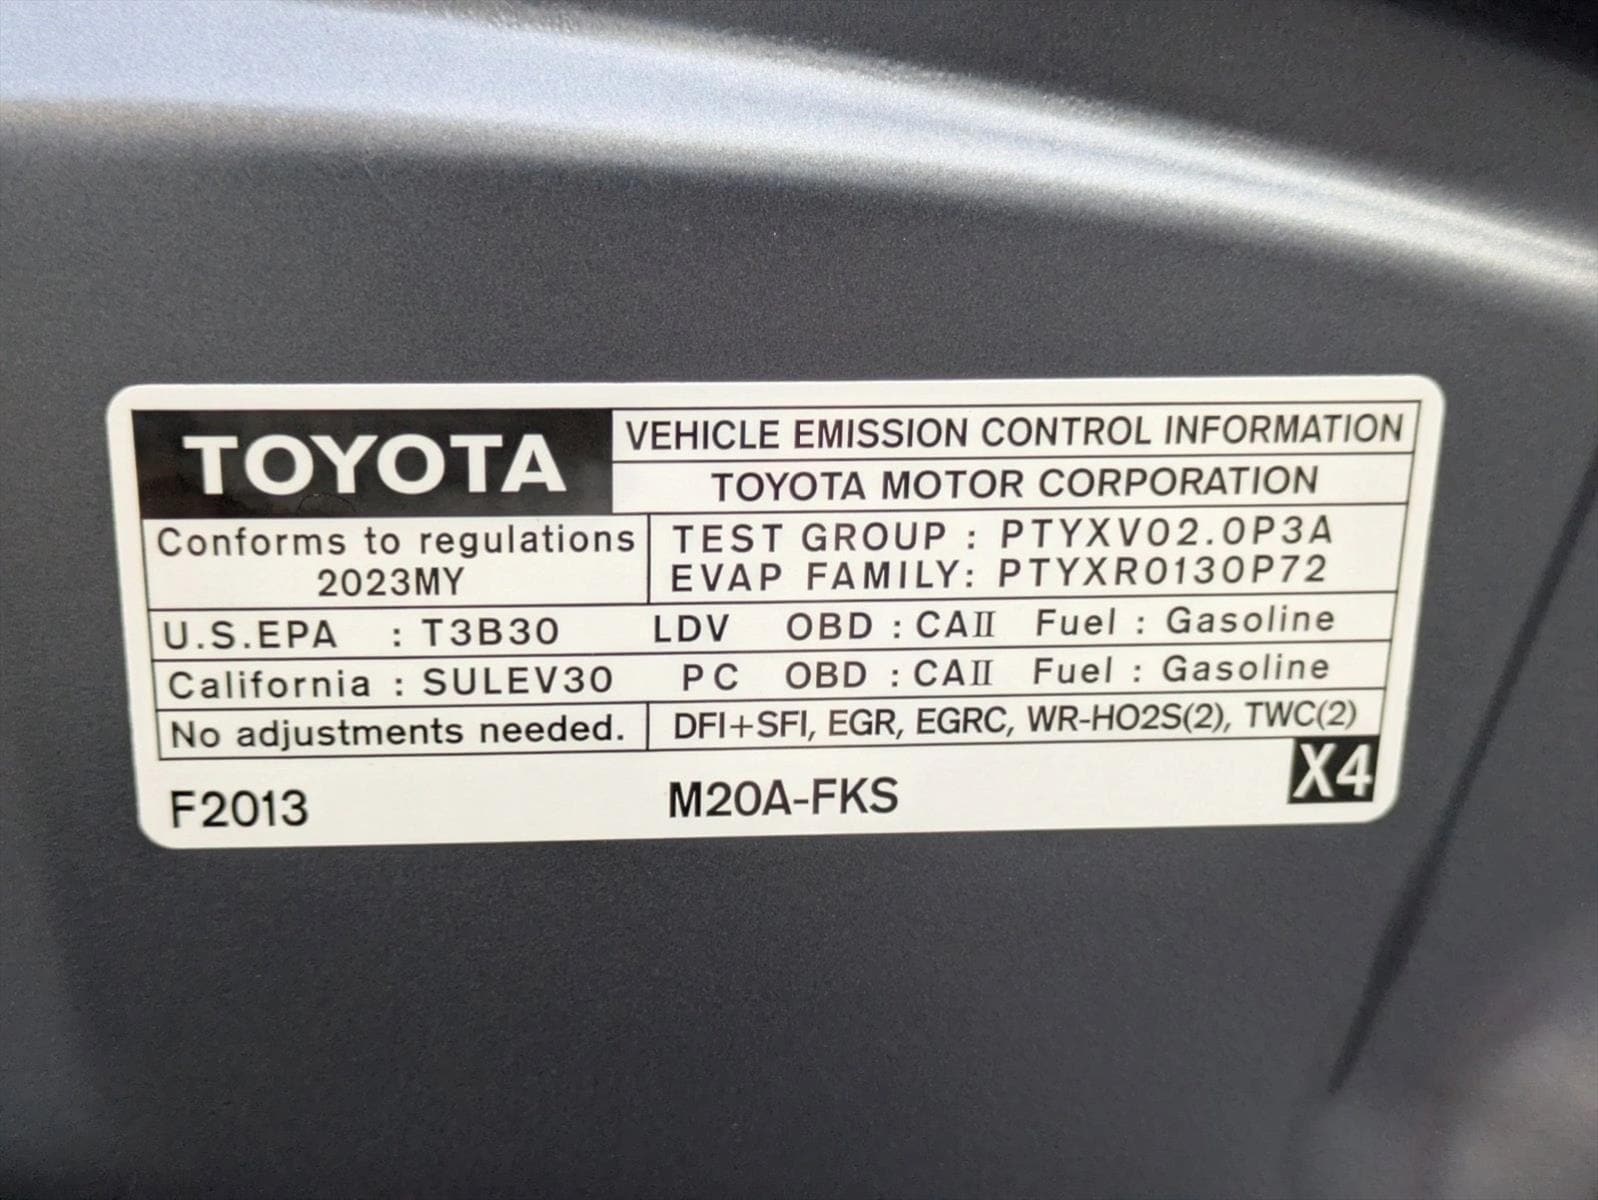 TOYOTA
VEHICLE EMISSION CONTROL INFORMATION
TOYOTA MOTOR CORPORATION
Conforms to regulations
2023MY
TEST GROUP : PTYXV02.0P3A
EVAP FAMILY: PTYXR0130P72
U.S.EPA : T3B30 LDV OBD : CAII Fuel : Gasoline
California : SULEV30 PC OBD : CAII Fuel : Gasoline
No adjustments needed. DFI+SFI, EGR, EGRC, WR-HO2S(2), TWC(2)
F2013 M20A-FKS X4